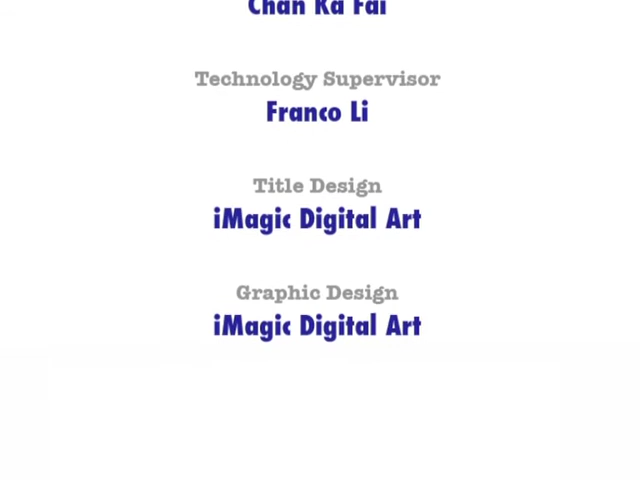 Chan Ka Fai
Technology Supervisor
Franco Li
Title Design
iMagic Digital Art
Graphic Design
iMagic Digital Art